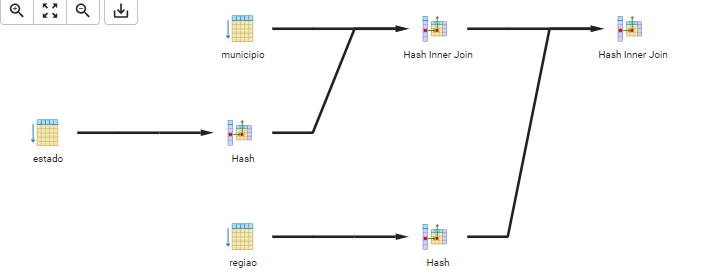 municipio
Hash Inner Join
Hash Inner Join
estado
Hash
regiao
Hash